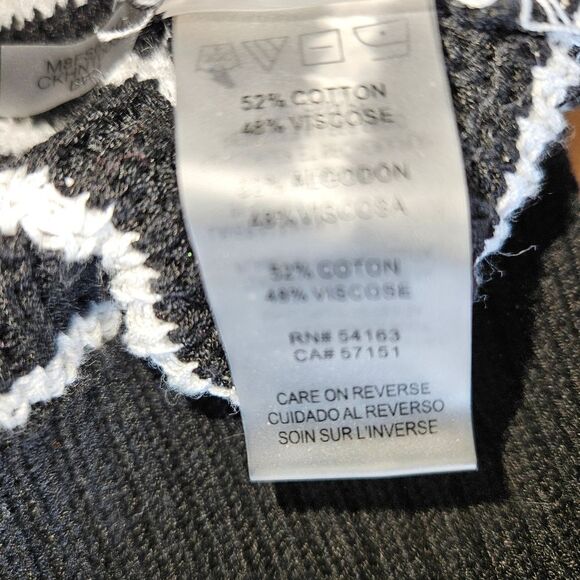 52% COTTON
48% VISCOSE
52% ALGODON
48% VISCOSA
52% COTON
48% VISCOSE
RN# 54163
CA# 57151
CARE ON REVERSE
CUIDADO AL REVERSO
SOIN SUR L'INVERSE